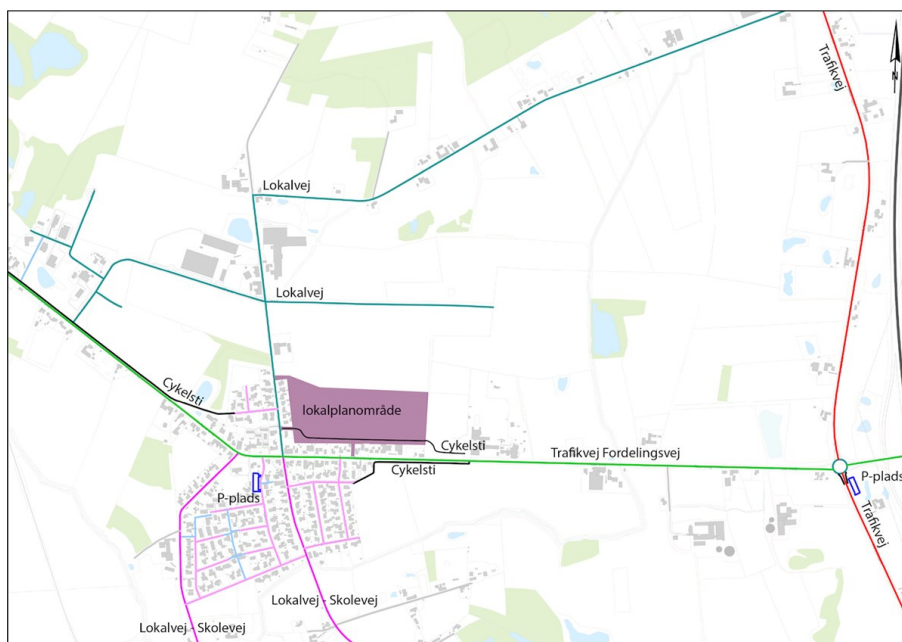 Trafikvej
N
Lokalvej
Lokalvej
Cykelsti
lokalplanområde
Cykelsti
Trafikvej Fordelingsvej
Cykelsti
P-plads
P-plads
Trafikvej
Lokalvej - Skolevej
Lokalvej - Skolevej